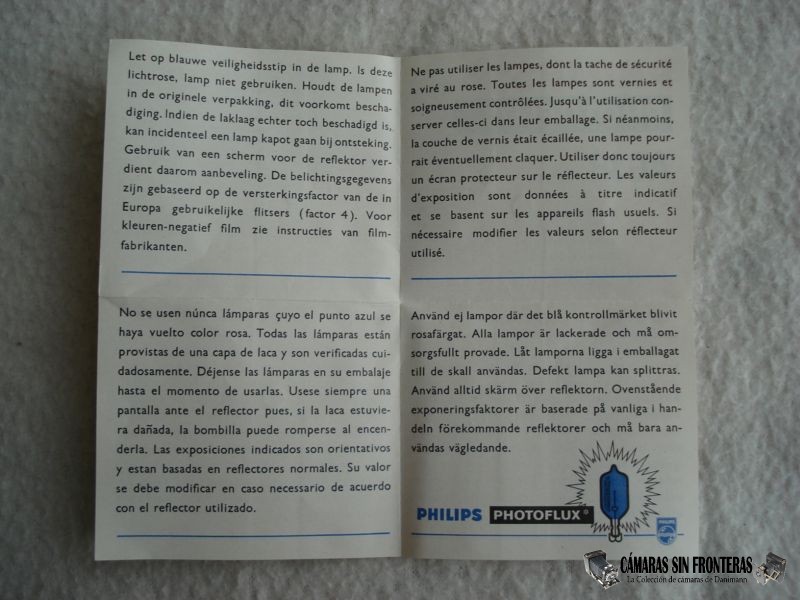 Let op blauwe veiligheidsstip in de lamp. Is deze
lichtrose, lamp niet gebruiken. Houdt de lampen
in de originele verpakking, dit voorkomt bescha-
diging. Indien de laklaag echter toch beschadigd is,
kan incidenteel een lamp kapot gaan bij ontsteking.
Gebruik van een scherm voor de reflektor ver-
dient daarom aanbeveling. De belichtingsgegevens
zijn gebaseerd op de versterkingsfactor van de in
Europa gebruikelijke flitsers (factor 4). Voor
kleuren-negatief film zie instructies van film-
fabrikanten.
Ne pas utiliser les lampes, dont la tache de sécurité
a viré au rose. Toutes les lampes sont vernies et
soigneusement contrôlées. Jusqu'à l'utilisation con-
server celles-ci dans leur emballage. Si néanmoins,
la couche de vernis était écaillée, une lampe pour-
rait éventuellement claquer. Utiliser donc toujours
un écran protecteur sur le réflecteur. Les valeurs
d'exposition sont données à titre indicatif
et se basent sur les appareils flash usuels. Si
nécessaire modifier les valeurs selon réflecteur
utilisé.
No se usen núnca lámparas çuyo el punto azul se
haya vuelto color rosa. Todas las lámparas están
provistas de una capa de laca y son verificadas cui-
dadosamente. Déjense las lámparas en su embalaje
hasta el momento de usarlas. Usese siempre una
pantalla ante el reflector pues, si la laca estuvie-
ra dañada, la bombilla puede romperse al encen-
derla. Las exposiciones indicados son orientativos
y estan basadas en reflectores normales. Su valor
se debe modificar en caso necesario de acuerdo
con el reflector utilizado.
Använd ej lampor där det blå kontrollmärket blivit
rosafärgat. Alla lampor är lackerade och må om-
sorgsfullt provade. Låt lamporna ligga i emballaget
till de skall användas. Defekt lampa kan splittras.
Använd alltid skärm över reflektorn. Ovenstående
exponeringsfaktorer är baserade på vanliga i han-
deln förekommande reflektorer och må bara an-
vändas vägledande.
PHILIPS PHOTOFLUX®
PHILIPS
CÁMARAS SIN FRONTERAS
La Colección de cámaras de Danimann